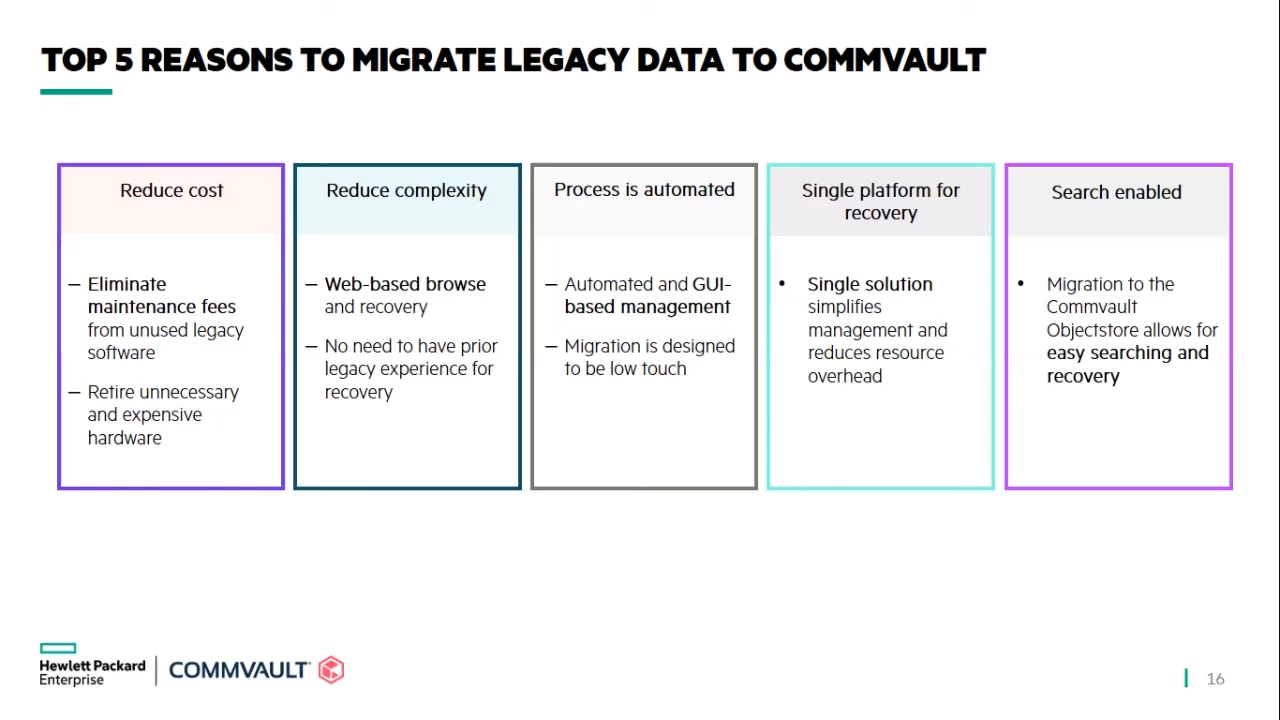 TOP 5 REASONS TO MIGRATE LEGACY DATA TO COMMVAULT
Reduce cost
– Eliminate
maintenance fees
from unused legacy
software
– Retire unnecessary
and expensive
hardware
Reduce complexity
– Web-based browse
and recovery
– No need to have prior
legacy experience for
recovery
Process is automated
– Automated and GUI-
based management
– Migration is designed
to be low touch
Single platform for
recovery
• Single solution
simplifies
management and
reduces resource
overhead
Search enabled
• Migration to the
Commvault
Objectstore allows for
easy searching and
recovery
Hewlett Packard
Enterprise
COMMVAULT
16